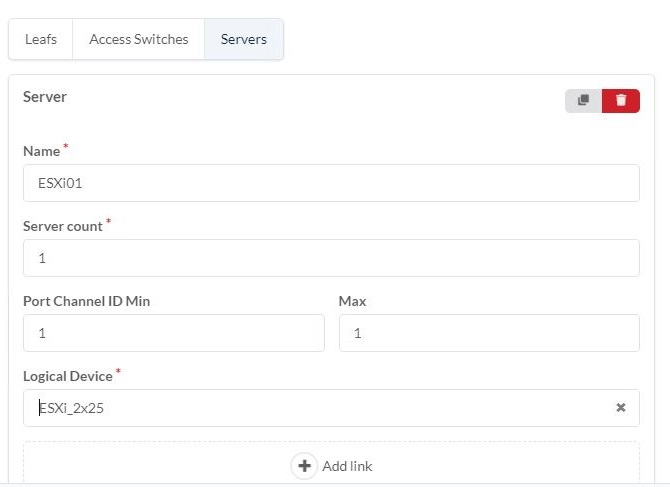 Leafs Access Switches Servers
Server
Name *
ESXi01
Server count *
1
Port Channel ID Min Max
1 1
Logical Device *
ESXi_2x25
Add link